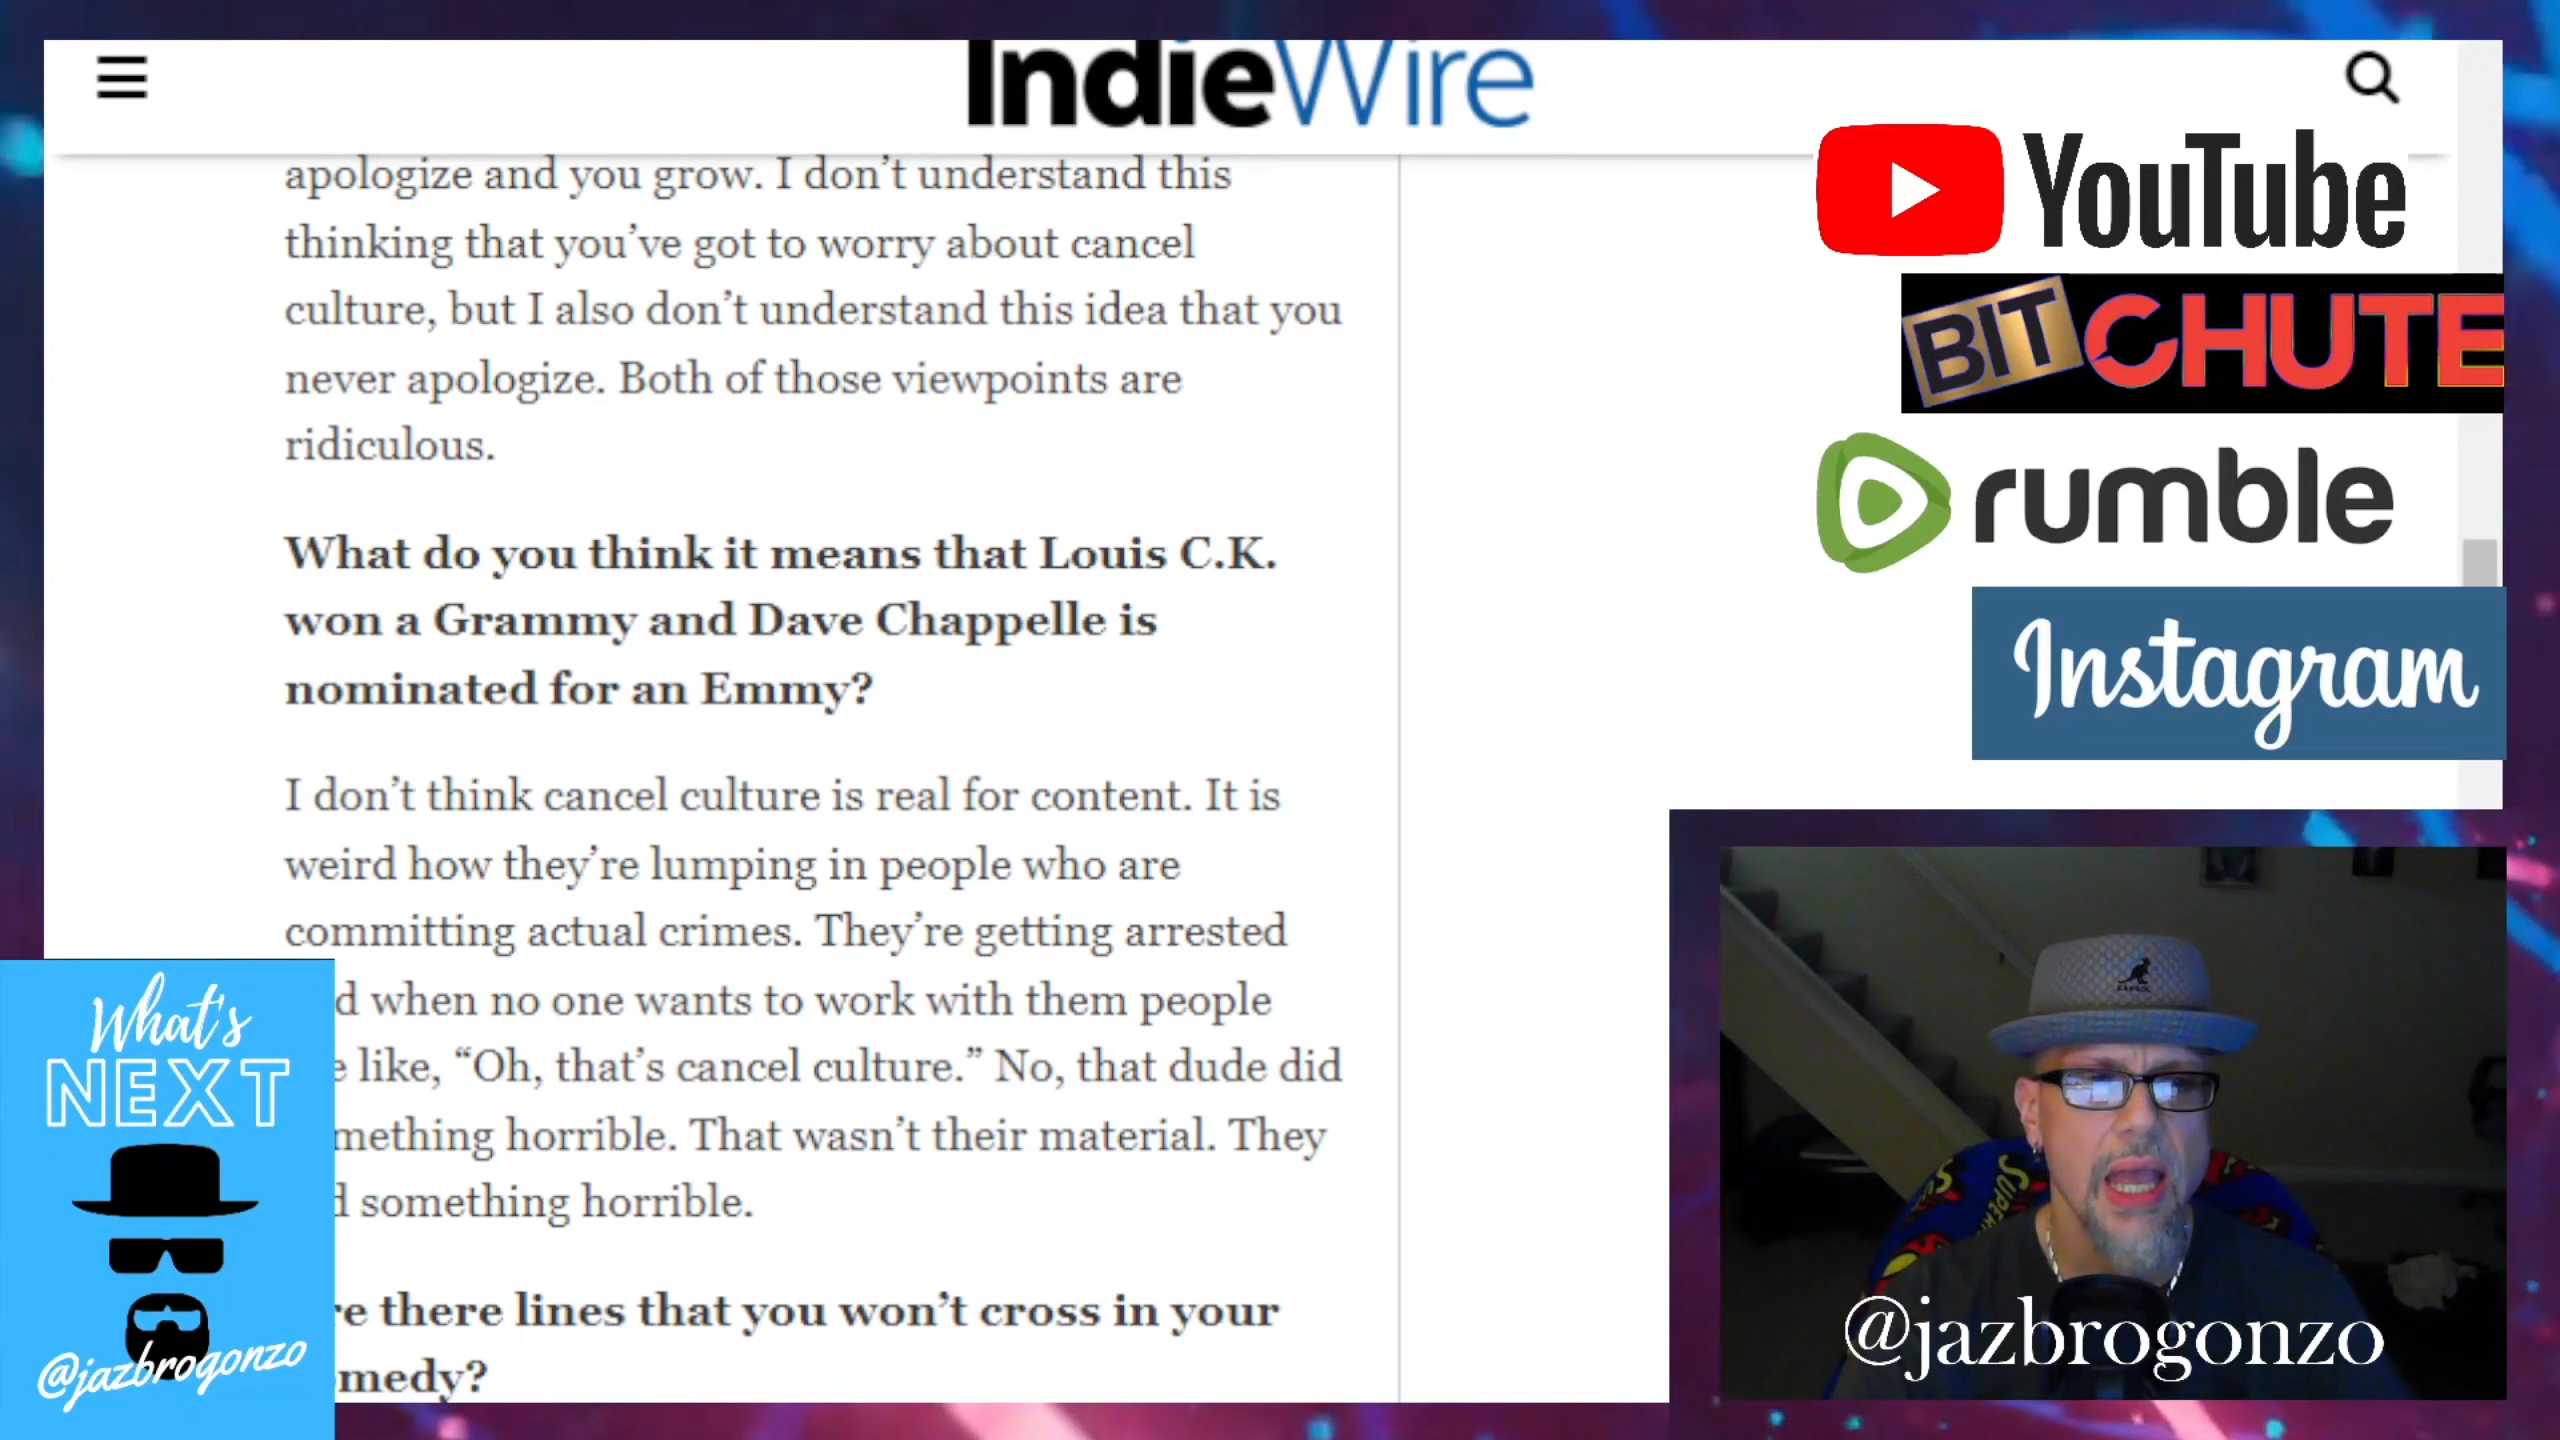 IndieWire
apologize and you grow. I don’t understand this
thinking that you’ve got to worry about cancel
culture, but I also don’t understand this idea that you
never apologize. Both of those viewpoints are
ridiculous.
What do you think it means that Louis C.K.
won a Grammy and Dave Chappelle is
nominated for an Emmy?
I don’t think cancel culture is real for content. It is
weird how they’re lumping in people who are
committing actual crimes. They’re getting arrested
d when no one wants to work with them people
e like, “Oh, that’s cancel culture.” No, that dude did
mething horrible. That wasn’t their material. They
d something horrible.
re there lines that you won’t cross in your
medy?
YouTube
BITCHUTE
rumble
Instagram
What's
NEXT
@jazbrogonzo
KANGOL
@jazbrogonzo